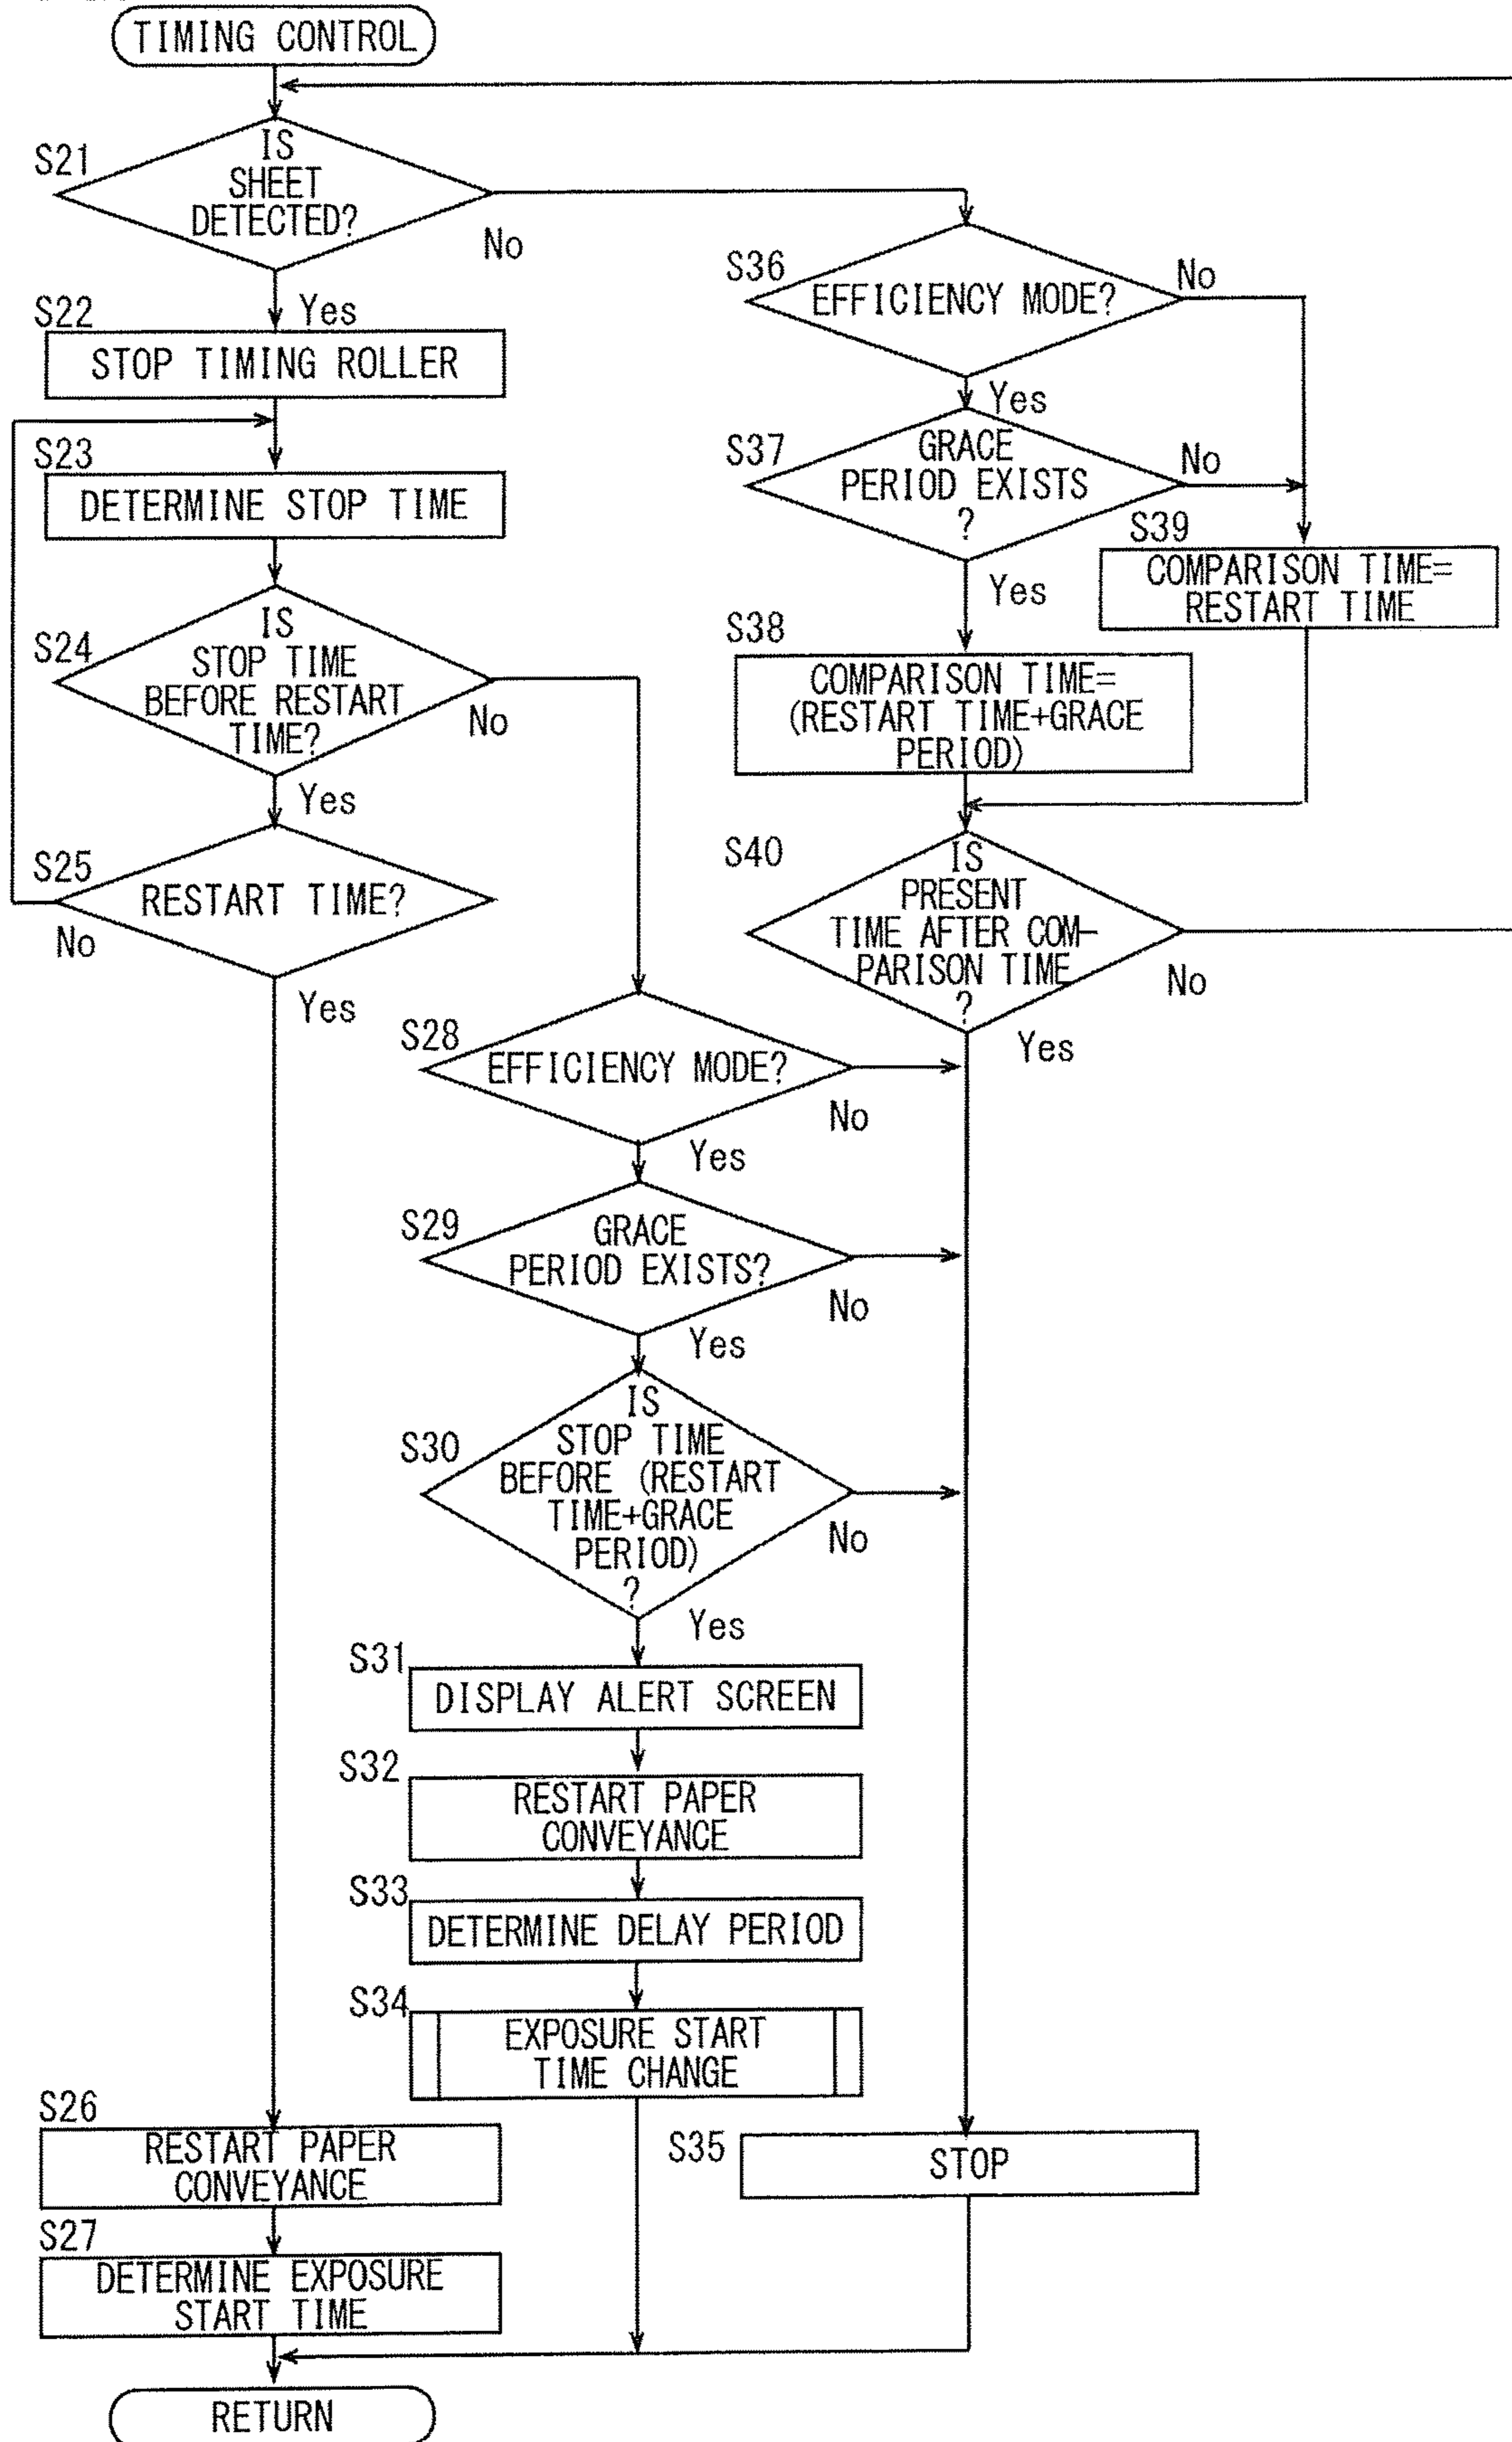 TIMING CONTROL
S21
IS
SHEET
DETECTED?
No
Yes
S22
STOP TIMING ROLLER
S23
DETERMINE STOP TIME
S24
IS
STOP TIME
BEFORE RESTART
TIME?
No
Yes
S25
RESTART TIME?
No
Yes
S36
EFFICIENCY MODE?
No
Yes
S37
GRACE
PERIOD EXISTS
?
No
Yes
S39
COMPARISON TIME=
RESTART TIME
S38
COMPARISON TIME=
(RESTART TIME+GRACE
PERIOD)
S40
IS
PRESENT
TIME AFTER COM-
PARISON TIME
?
No
Yes
S28
EFFICIENCY MODE?
No
Yes
S29
GRACE
PERIOD EXISTS?
No
Yes
S30
IS
STOP TIME
BEFORE (RESTART
TIME+GRACE
PERIOD)
?
No
Yes
S31
DISPLAY ALERT SCREEN
S32
RESTART PAPER
CONVEYANCE
S33
DETERMINE DELAY PERIOD
S34
EXPOSURE START
TIME CHANGE
S26
RESTART PAPER
CONVEYANCE
S35
STOP
S27
DETERMINE EXPOSURE
START TIME
RETURN